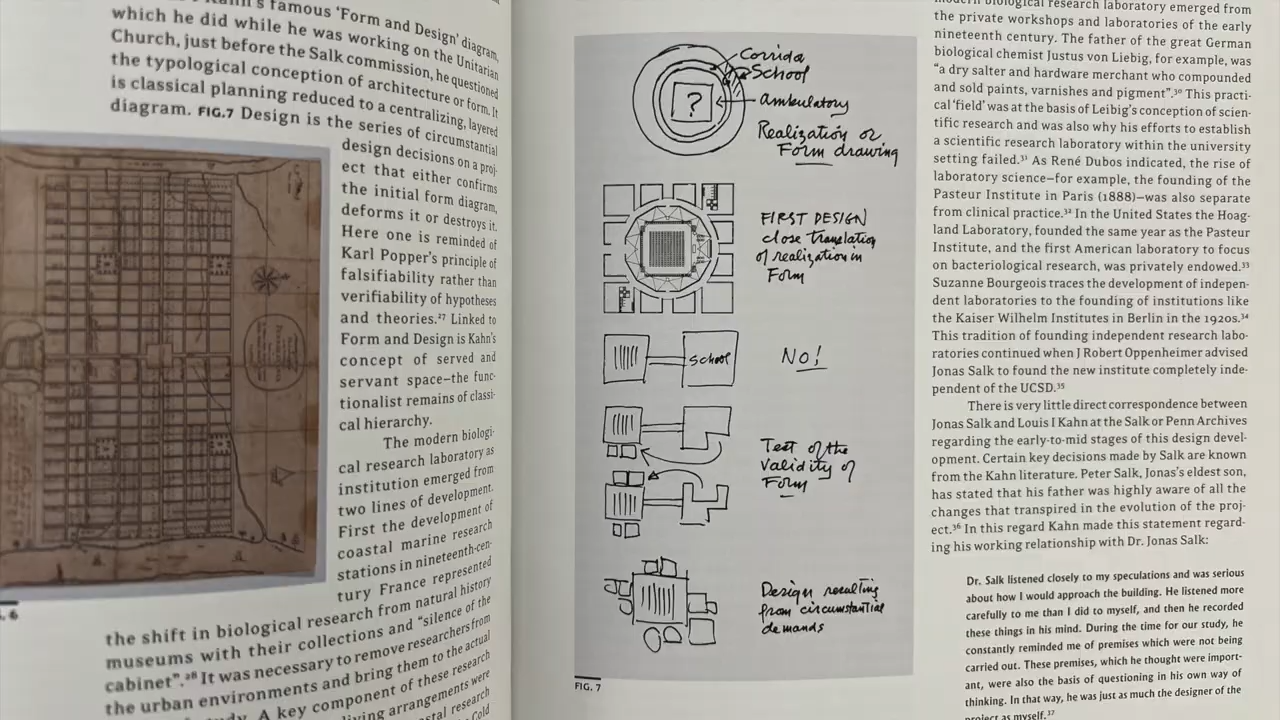 Kahn's famous 'Form and Design' diagram,
which he did while he was working on the Unitarian
Church, just before the Salk commission, he questioned
the typological conception of architecture or form. It
is classical planning reduced to a centralizing, layered
diagram. FIG.7 Design is the series of circumstantial
design decisions on a proj-
ect that either confirms
the initial form diagram,
deforms it or destroys it.
Here one is reminded of
Karl Popper's principle of
falsifiability rather than
verifiability of hypotheses
and theories.²⁷ Linked to
Form and Design is Kahn's
concept of served and
servant space—the func-
tionalist remains of classi-
cal hierarchy.
The modern biologi-
cal research laboratory as
institution emerged from
two lines of development.
First the development of
coastal marine research
stations in nineteenth-cen-
tury France represented
the shift in biological research from natural history
museums with their collections and "silence of the
cabinet".²⁸ It was necessary to remove researchers from
the urban environments and bring them to the actual
A key component of these research
living arrangements were
research
Cold
6
Corrida
School
?
Ambulatory
Realization or
Form drawing
FIRST DESIGN
close translation
of realization in
Form
School
NO!
Test of the
Validity of
Form
Design resulting
from circumstantial
demands
FIG. 7
modern biological research laboratory emerged from
the private workshops and laboratories of the early
nineteenth century. The father of the great German
biological chemist Justus von Liebig, for example, was
"a dry salter and hardware merchant who compounded
and sold paints, varnishes and pigment".³⁰ This practi-
cal 'field' was at the basis of Leibig's conception of scien-
tific research and was also why his efforts to establish
a scientific research laboratory within the university
setting failed.³¹ As René Dubos indicated, the rise of
laboratory science—for example, the founding of the
Pasteur Institute in Paris (1888)—was also separate
from clinical practice.³² In the United States the Hoag-
land Laboratory, founded the same year as the Pasteur
Institute, and the first American laboratory to focus
on bacteriological research, was privately endowed.³³
Suzanne Bourgeois traces the development of indepen-
dent laboratories to the founding of institutions like
the Kaiser Wilhelm Institutes in Berlin in the 1920s.³⁴
This tradition of founding independent research labo-
ratories continued when J Robert Oppenheimer advised
Jonas Salk to found the new institute completely inde-
pendent of the UCSD.³⁵
There is very little direct correspondence between
Jonas Salk and Louis I Kahn at the Salk or Penn Archives
regarding the early-to-mid stages of this design devel-
opment. Certain key decisions made by Salk are known
from the Kahn literature. Peter Salk, Jonas's eldest son,
has stated that his father was highly aware of all the
changes that transpired in the evolution of the proj-
ect.³⁶ In this regard Kahn made this statement regard-
ing his working relationship with Dr. Jonas Salk:
Dr. Salk listened closely to my speculations and was serious
about how I would approach the building. He listened more
carefully to me than I did to myself, and then he recorded
these things in his mind. During the time for our study, he
constantly reminded me of premises which were not being
carried out. These premises, which he thought were import-
ant, were also the basis of questioning in his own way of
thinking. In that way, he was just as much the designer of the
project as myself.³⁷